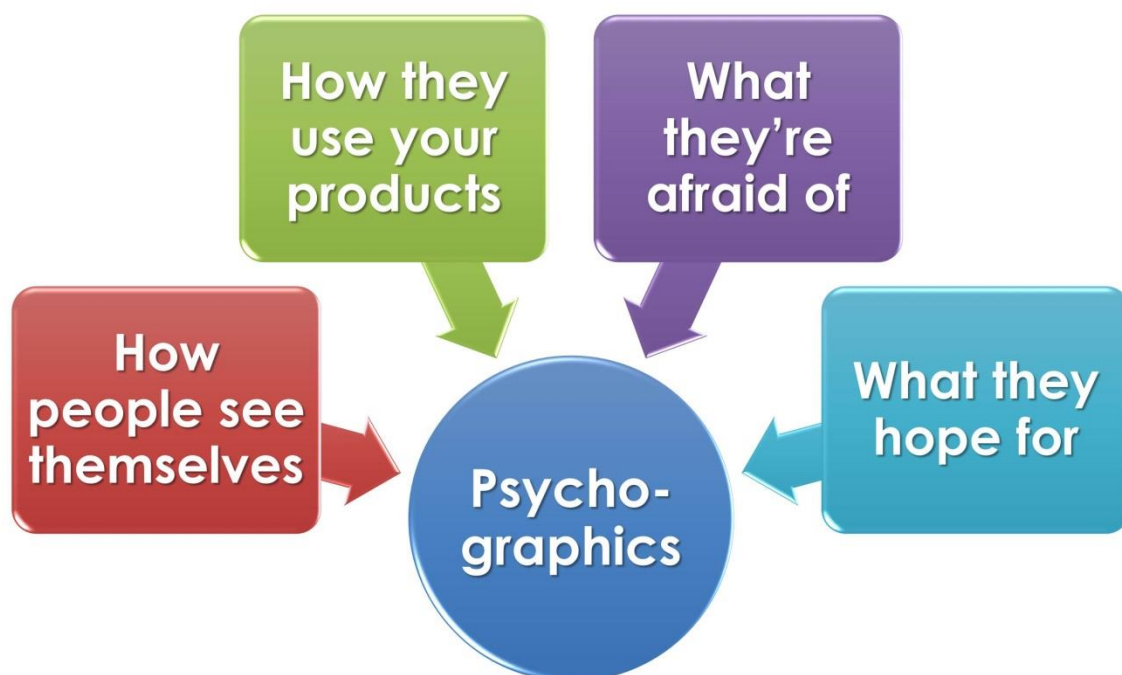 How
people see
themselves
How they
use your
products
What
they’re
afraid of
What they
hope for
Psycho-
graphics